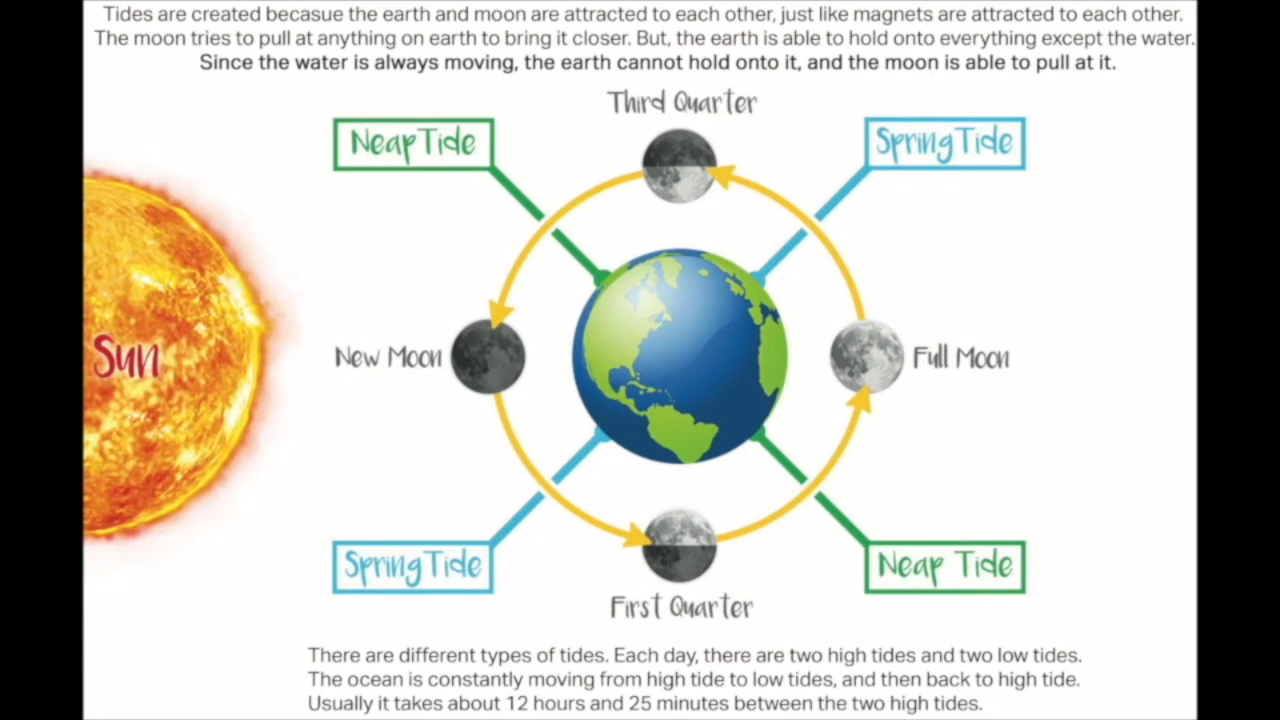 Tides are created becasue the earth and moon are attracted to each other, just like magnets are attracted to each other.
The moon tries to pull at anything on earth to bring it closer. But, the earth is able to hold onto everything except the water.
Since the water is always moving, the earth cannot hold onto it, and the moon is able to pull at it.
Third Quarter
Neap Tide
Spring Tide
Sun
New Moon
Full Moon
Spring Tide
Neap Tide
First Quarter
There are different types of tides. Each day, there are two high tides and two low tides.
The ocean is constantly moving from high tide to low tides, and then back to high tide.
Usually it takes about 12 hours and 25 minutes between the two high tides.